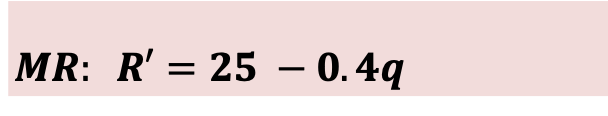 MR: R′ = 25 − 0.4q